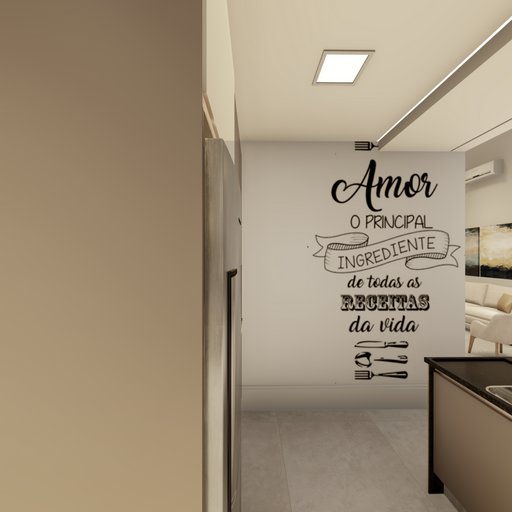 Amor
O PRINCIPAL
INGREDIENTE
de todas as
RECEITAS
da vida